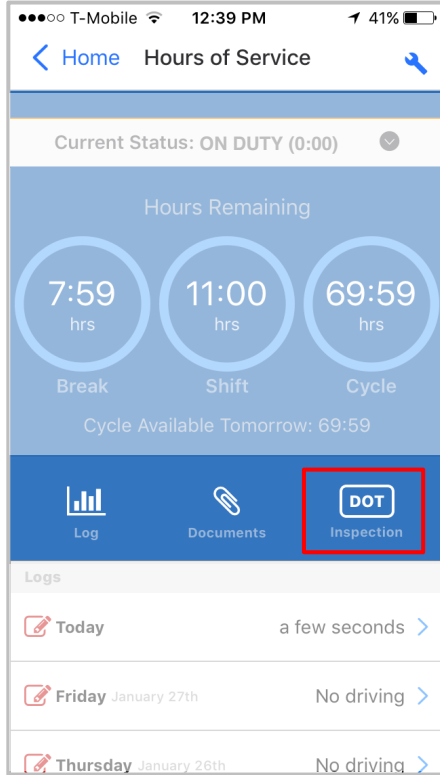 T-Mobile 12:39 PM 41%
Home Hours of Service
Current Status: ON DUTY (0:00)
Hours Remaining
7:59 11:00 69:59
hrs hrs hrs
Break Shift Cycle
Cycle Available Tomorrow: 69:59
DOT
Log Documents Inspection
Logs
Today a few seconds
Friday January 27th No driving
Thursday January 26th No driving